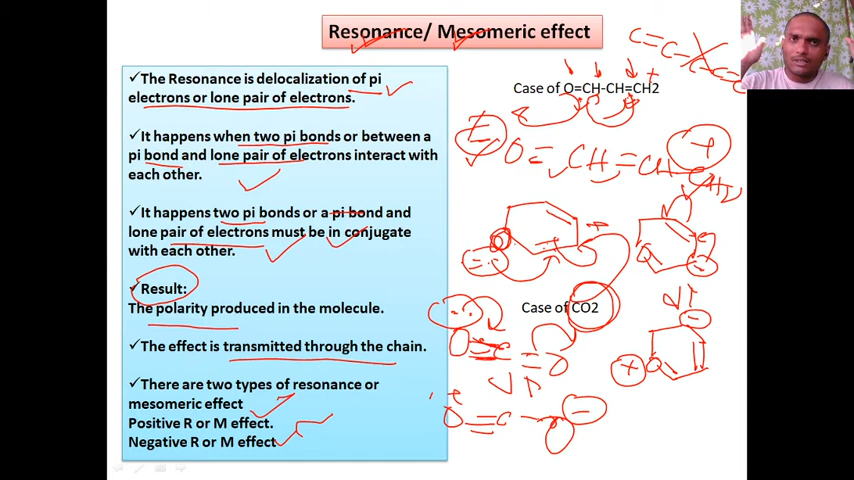 Resonance/ Mesomeric effect
✓The Resonance is delocalization of pi
electrons or lone pair of electrons.
✓It happens when two pi bonds or between a
pi bond and lone pair of electrons interact with
each other.
✓It happens two pi bonds or a pi bond and
lone pair of electrons must be in conjugate
with each other.
✓Result:
The polarity produced in the molecule.
✓The effect is transmitted through the chain.
✓There are two types of resonance or
mesomeric effect
Positive R or M effect.
Negative R or M effect
C=C-C-C=C
Case of O=CH-CH=CH2
+
O=CH=CH
CH2
+
O
+
O
-
Case of CO2
O=C=O
-
+
O
+
O≡C-O
-